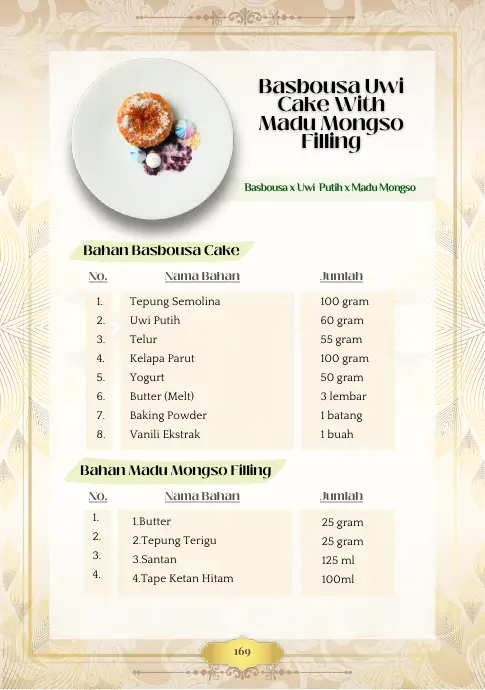 Basbousa Uwi
Cake With
Madu Mongso
Filling
Basbousa x Uwi Putih x Madu Mongso
Bahan Basbousa Cake
No. Nama Bahan Jumlah
1. Tepung Semolina 100 gram
2. Uwi Putih 60 gram
3. Telur 55 gram
4. Kelapa Parut 100 gram
5. Yogurt 50 gram
6. Butter (Melt) 3 lembar
7. Baking Powder 1 batang
8. Vanili Ekstrak 1 buah
Bahan Madu Mongso Filling
No. Nama Bahan Jumlah
1. 1.Butter 25 gram
2. 2.Tepung Terigu 25 gram
3. 3.Santan 125 ml
4. 4.Tape Ketan Hitam 100ml
169